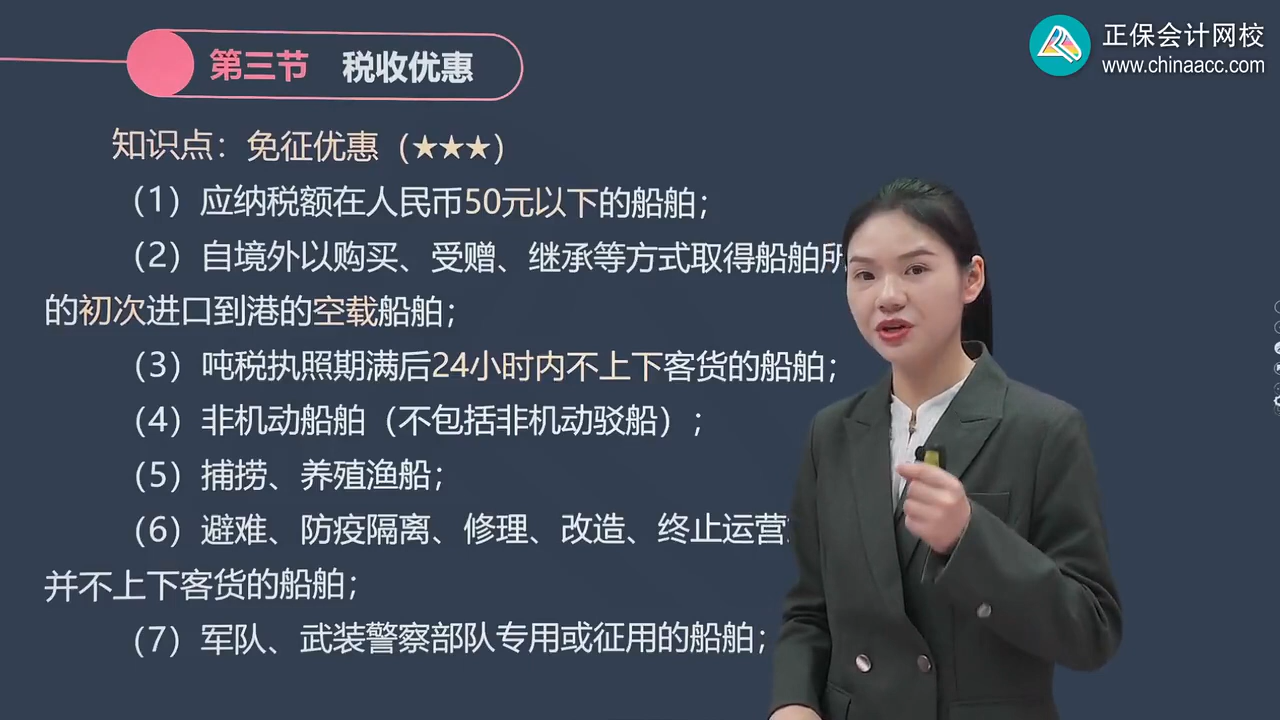 第三节 税收优惠
正保会计网校
www.chinaacc.com
知识点：免征优惠（★★★）
（1）应纳税额在人民币50元以下的船舶；
（2）自境外以购买、受赠、继承等方式取得船舶所
的初次进口到港的空载船舶；
（3）吨税执照期满后24小时内不上下客货的船舶；
（4）非机动船舶（不包括非机动驳船）；
（5）捕捞、养殖渔船；
（6）避难、防疫隔离、修理、改造、终止运营
并不上下客货的船舶；
（7）军队、武装警察部队专用或征用的船舶；